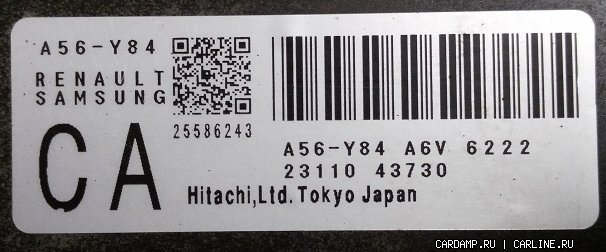 A56-Y84
RENAULT
SAMSUNG
CA
25586243
A56-Y84 A6V 6222
23110 43730
Hitachi,Ltd.Tokyo Japan
CARDAMP.RU | CARLINE.RU